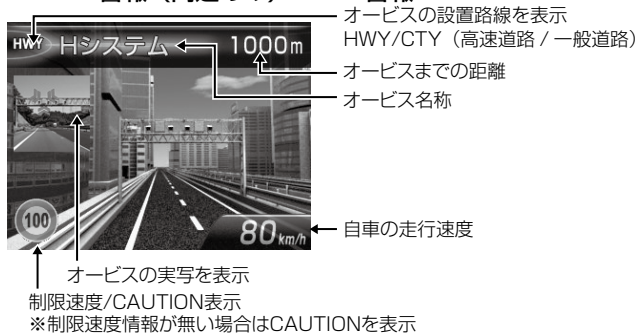 オービスの設置路線を表示
HWY/CTY（高速道路 / 一般道路）
HWY Hシステム 1000m
オービスまでの距離
オービス名称
100
80km/h
自車の走行速度
オービスの実写を表示
制限速度/CAUTION表示
※制限速度情報が無い場合はCAUTIONを表示